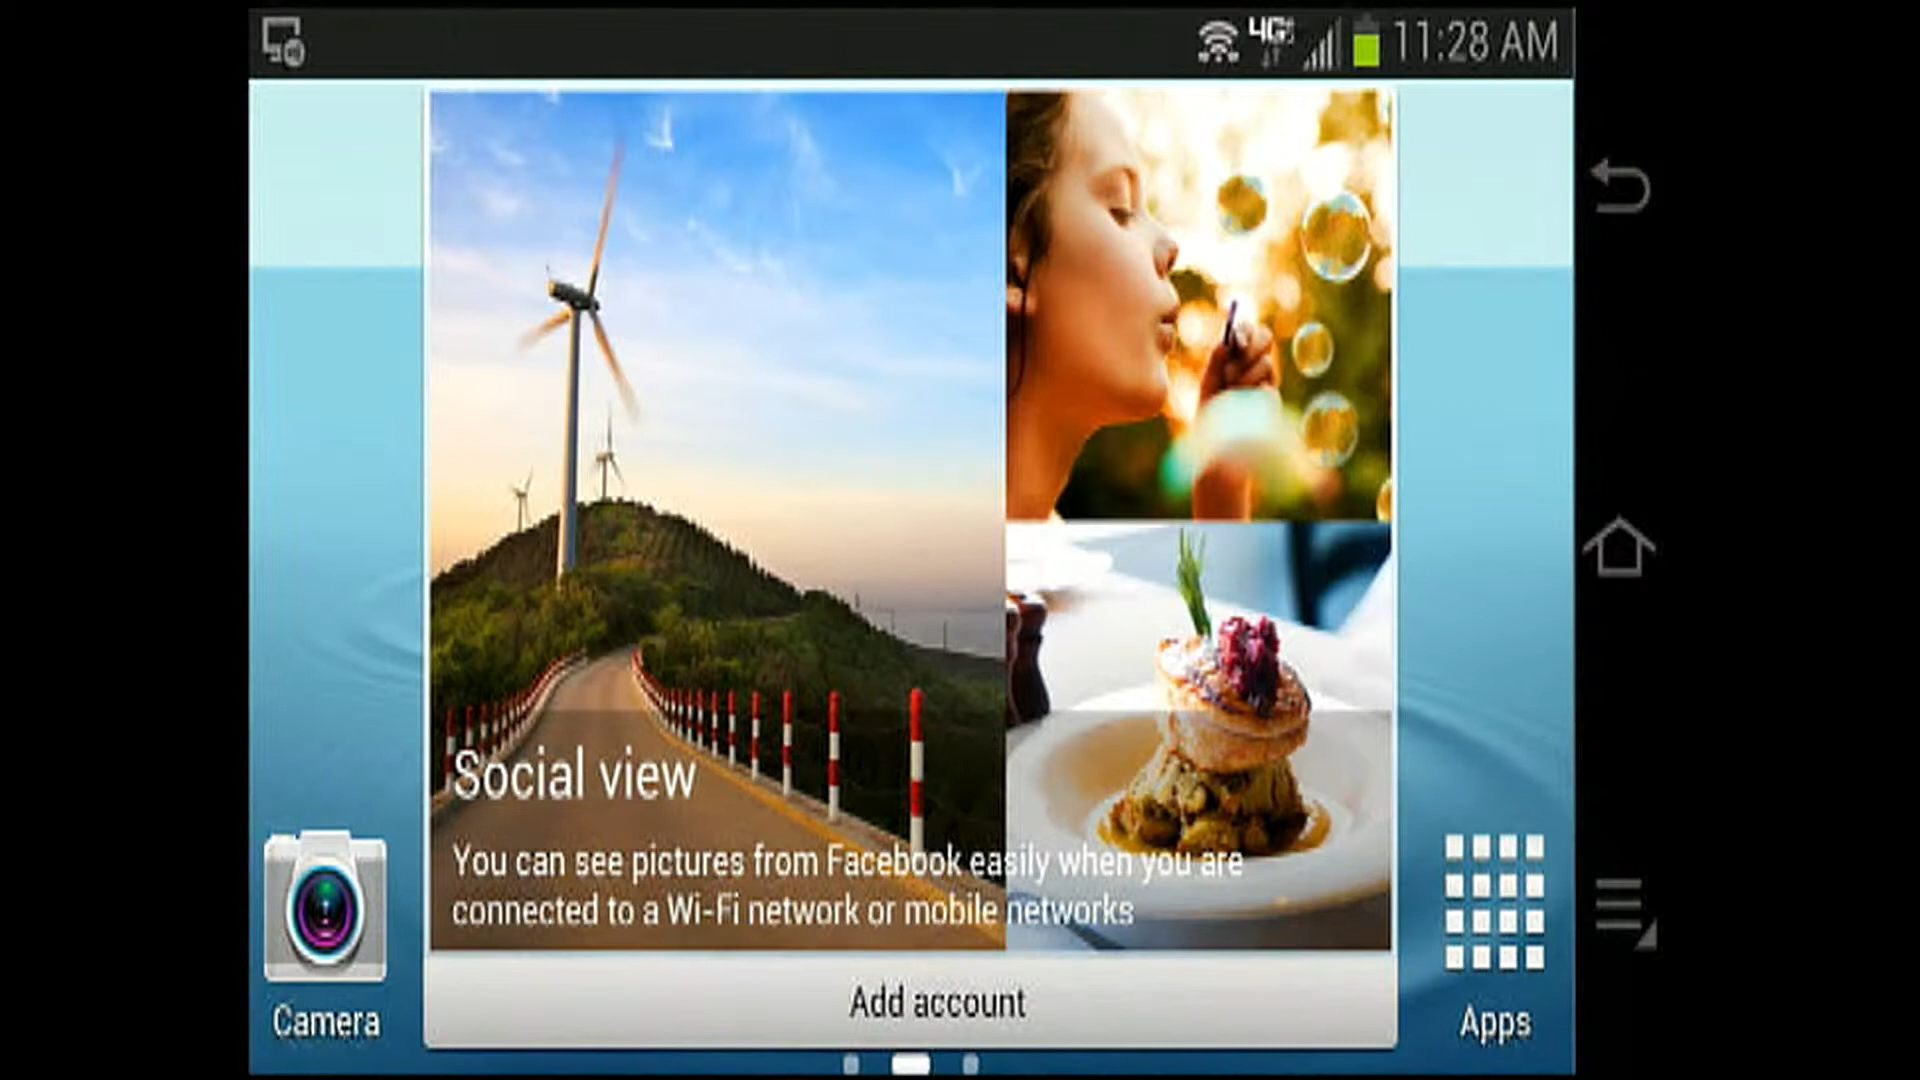 4G 11:28 AM
Social view
You can see pictures from Facebook easily when you are
connected to a Wi-Fi network or mobile networks
Add account
Camera
Apps